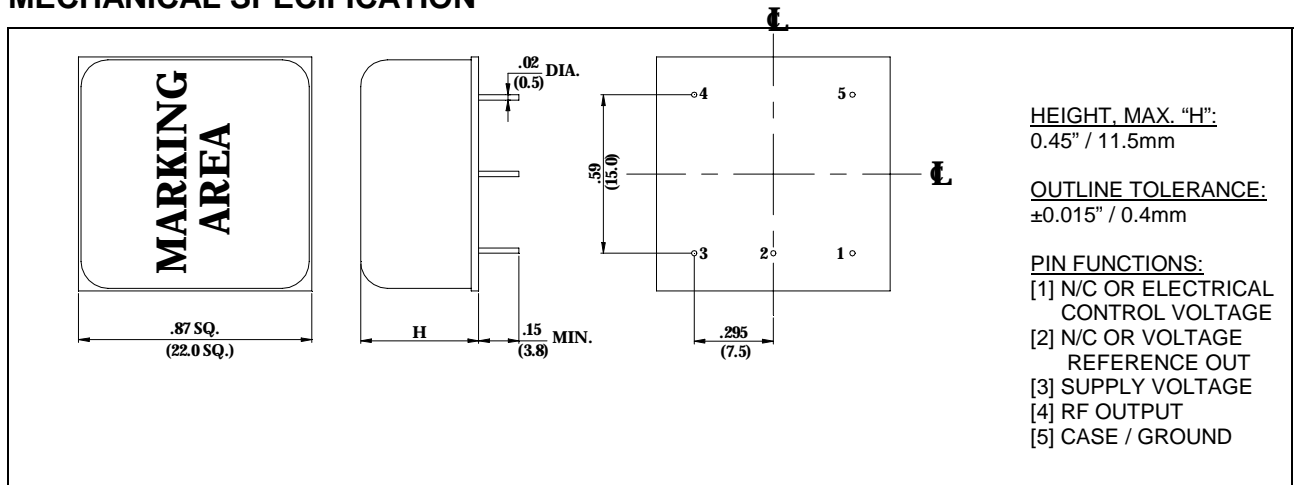 MECHANICAL SPECIFICATION
MARKING
AREA
.87 SQ.
(22.0 SQ.)
.02
(0.5)
DIA.
H
.15
(3.8)
MIN.
℄
4
5
.59
(15.0)
℄
3
2
1
.295
(7.5)
HEIGHT, MAX. “H”:
0.45” / 11.5mm
OUTLINE TOLERANCE:
±0.015” / 0.4mm
PIN FUNCTIONS:
[1] N/C OR ELECTRICAL
CONTROL VOLTAGE
[2] N/C OR VOLTAGE
REFERENCE OUT
[3] SUPPLY VOLTAGE
[4] RF OUTPUT
[5] CASE / GROUND